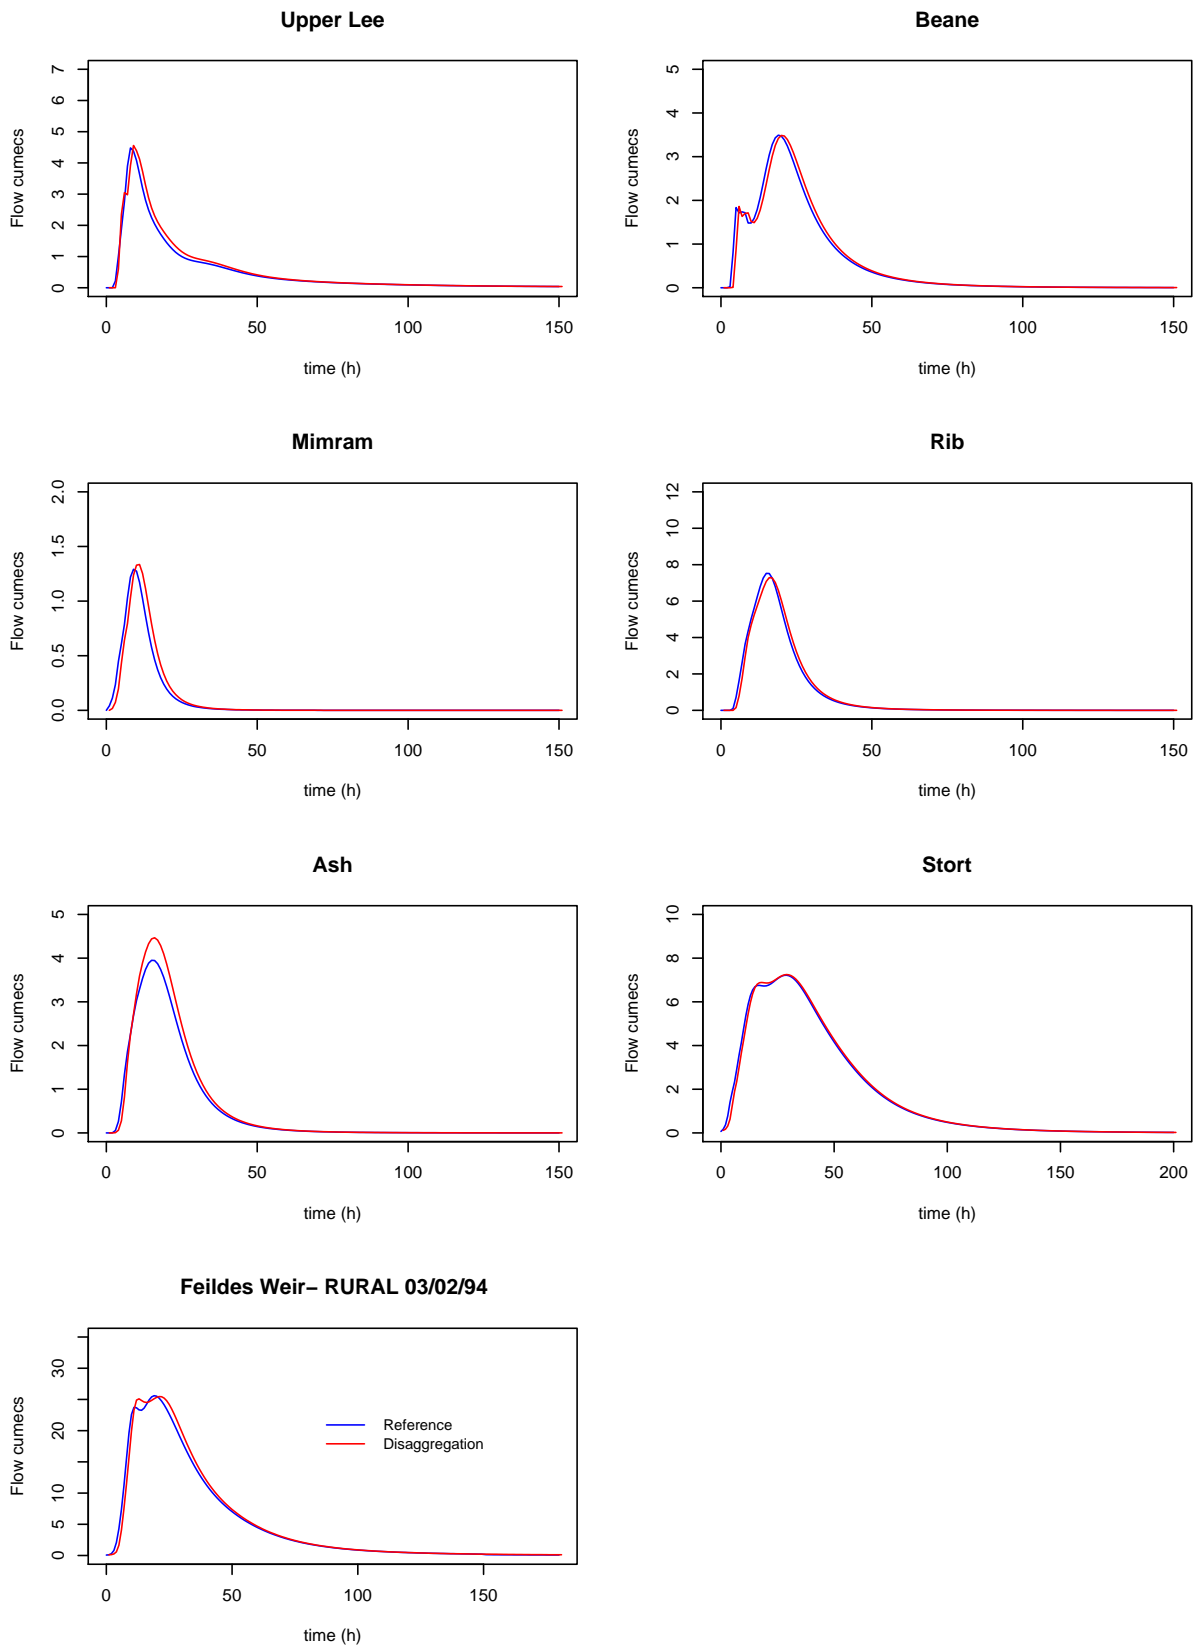 Upper Lee
Flow cumecs
0 1 2 3 4 5 6 7
0 50 100 150
time (h)
Beane
Flow cumecs
0 1 2 3 4 5
0 50 100 150
time (h)
Mimram
Flow cumecs
0.0 0.5 1.0 1.5 2.0
0 50 100 150
time (h)
Rib
Flow cumecs
0 2 4 6 8 10 12
0 50 100 150
time (h)
Ash
Flow cumecs
0 1 2 3 4 5
0 50 100 150
time (h)
Stort
Flow cumecs
0 2 4 6 8 10
0 50 100 150 200
time (h)
Feildes Weir− RURAL 03/02/94
Flow cumecs
0 5 10 20 30
Reference
Disaggregation
0 50 100 150
time (h)